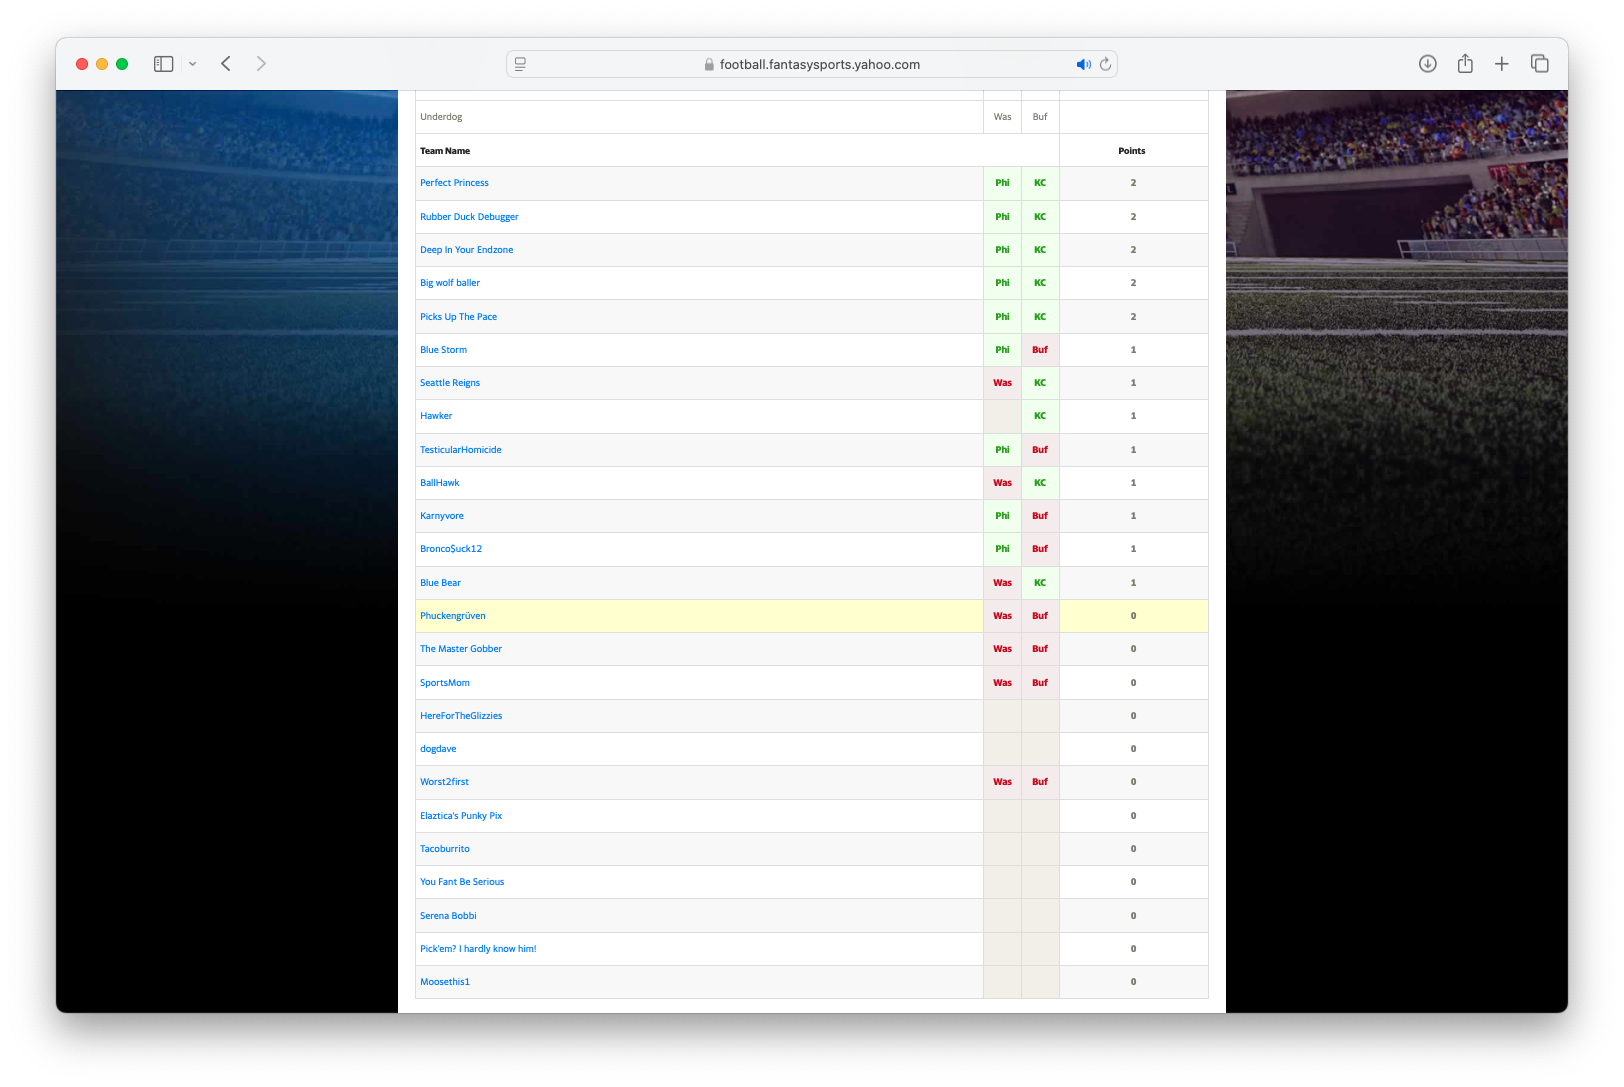 football.fantasysports.yahoo.com
Underdog Was Buf
Team Name Points
Perfect Princess Phi KC 2
Rubber Duck Debugger Phi KC 2
Deep In Your Endzone Phi KC 2
Big wolf baller Phi KC 2
Picks Up The Pace Phi KC 2
Blue Storm Phi Buf 1
Seattle Reigns Was KC 1
Hawker KC 1
TesticularHomicide Phi Buf 1
BallHawk Was KC 1
Karnyvore Phi Buf 1
Bronco$uck12 Phi Buf 1
Blue Bear Was KC 1
Phuckengrüven Was Buf 0
The Master Gobber Was Buf 0
SportsMom Was Buf 0
HereForTheGlizzies 0
dogdave 0
Worst2first Was Buf 0
Elaztica's Punky Pix 0
Tacoburrito 0
You Fant Be Serious 0
Serena Bobbi 0
Pick'em? I hardly know him! 0
Moosethis1 0